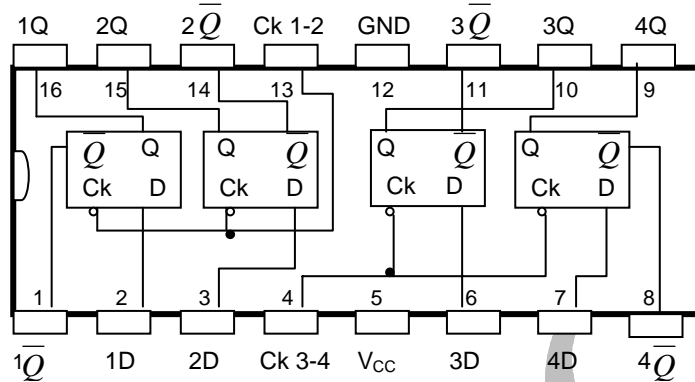 1Q 2Q 2Q̅ Ck 1-2 GND 3Q̅ 3Q 4Q
16 15 14 13 12 11 10 9
Q̅ Q Q Q̅ Q Q̅ Q Q̅
Ck D Ck D Ck D Ck D
1 2 3 4 5 6 7 8
1Q̅ 1D 2D Ck 3-4 VCC 3D 4D 4Q̅